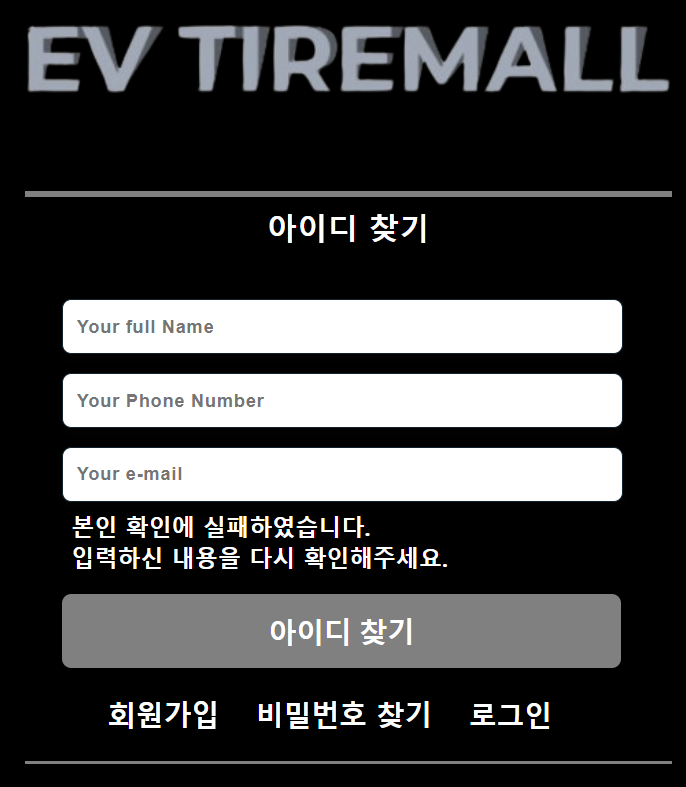 EV TIREMALL
아이디 찾기
Your full Name
Your Phone Number
Your e-mail
본인 확인에 실패하였습니다.
입력하신 내용을 다시 확인해주세요.
아이디 찾기
회원가입 비밀번호 찾기 로그인